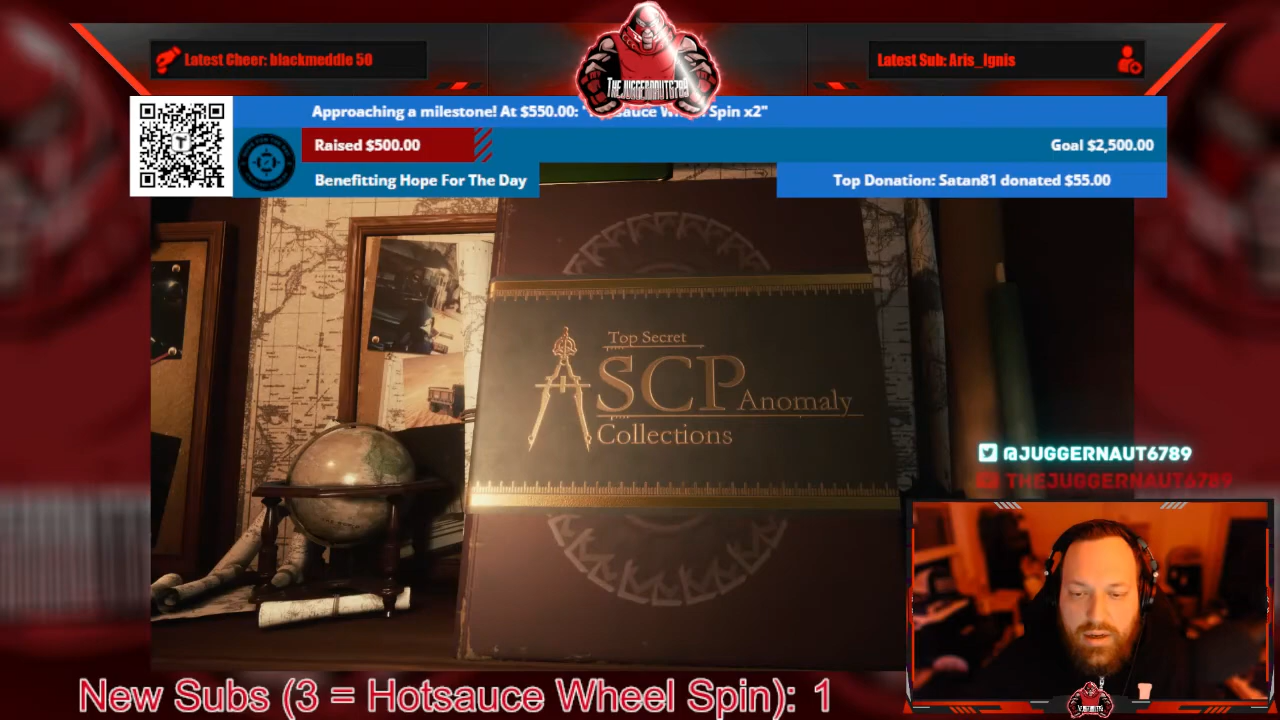 Latest Cheer: blackmeddle 50
THEJUGGERNAUT6789
Latest Sub: Aris_Ignis
Approaching a milestone! At $550.00: Spin x2"
Raised $500.00
Goal $2,500.00
Benefitting Hope For The Day
Top Donation: Satan81 donated $55.00
Top Secret
SCP Anomaly
Collections
@JUGGERNAUT6789
THEJUGGERNAUT6789
New Subs (3 = Hotsauce Wheel Spin): 1